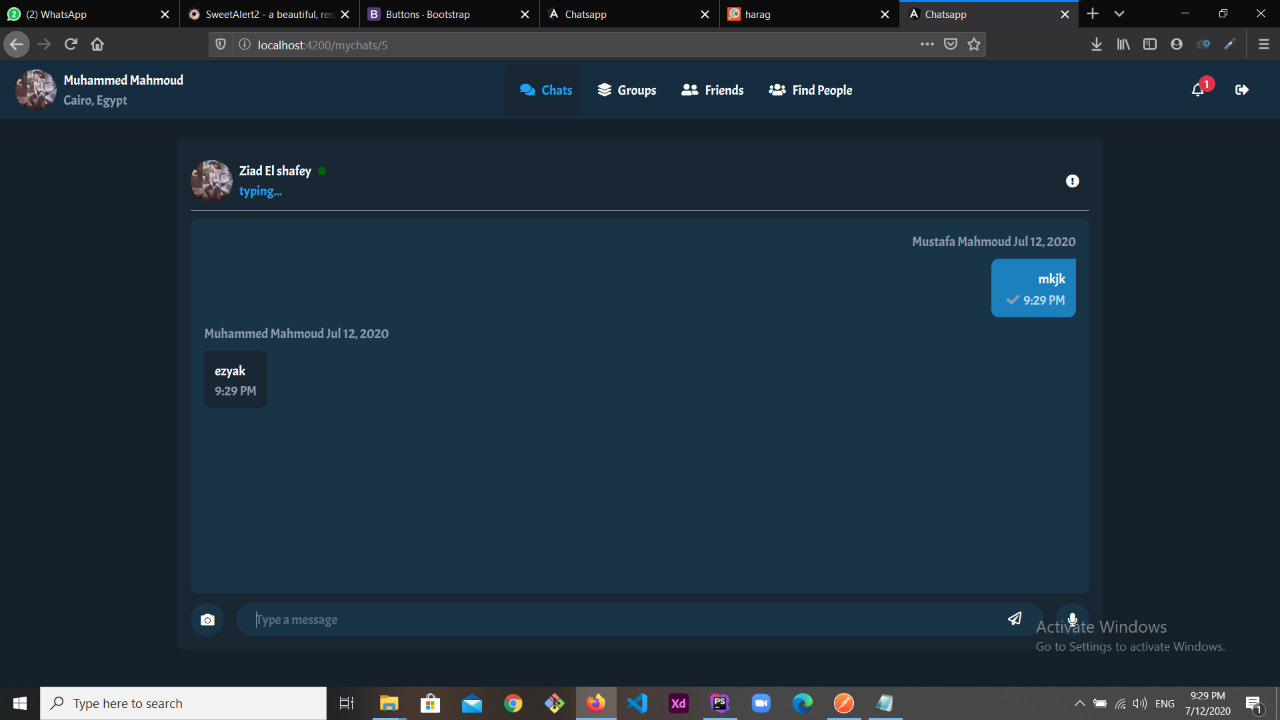 (2) WhatsApp
SweetAlert2 - a beautiful, res
Buttons · Bootstrap
Chatsapp
harag
Chatsapp
localhost:4200/mychats/5
Muhammed Mahmoud
Cairo, Egypt
Chats
Groups
Friends
Find People
1
Ziad El shafey
typing...
Mustafa Mahmoud Jul 12, 2020
mkjk
9:29 PM
Muhammed Mahmoud Jul 12, 2020
ezyak
9:29 PM
Type a message
Activate Windows
Go to Settings to activate Windows.
Type here to search
Xd
PS
ENG
9:29 PM
7/12/2020
1